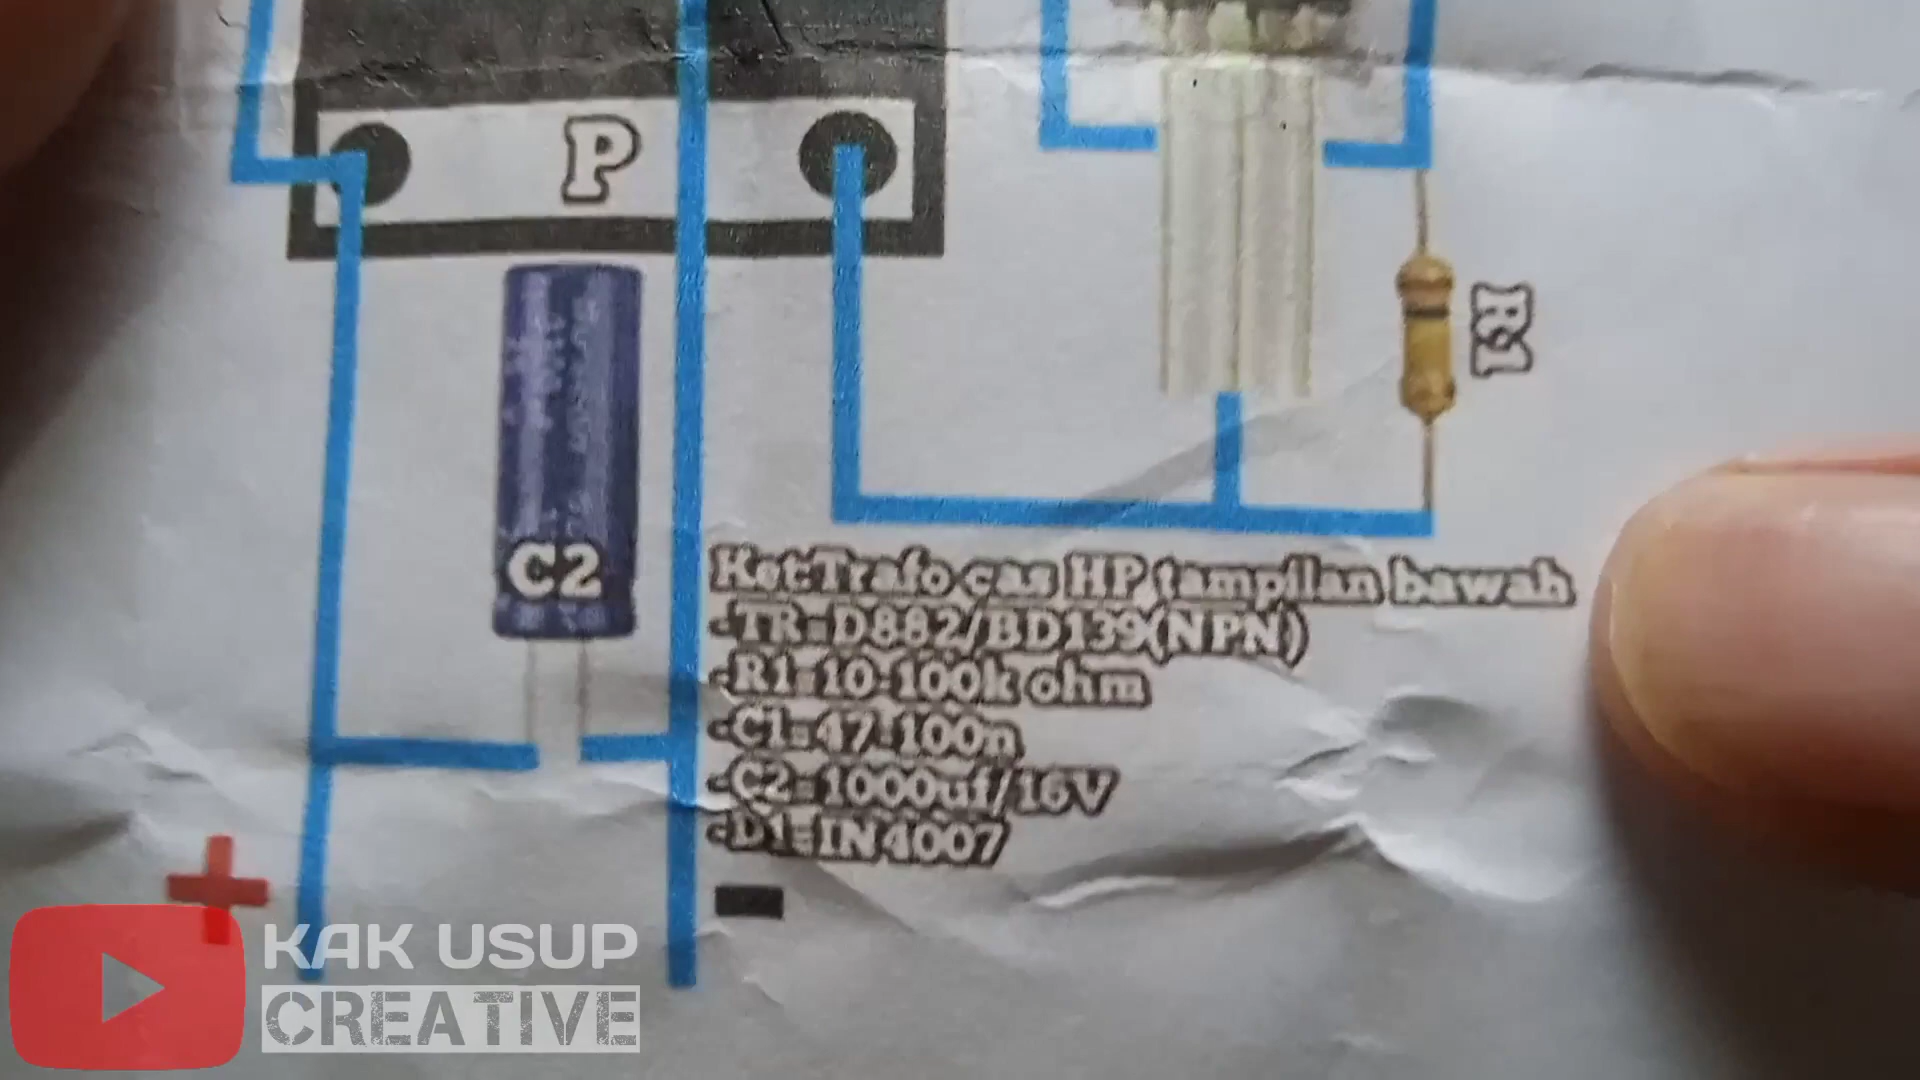 P
R1
C2
Ket:Trafo cas HP tampilan bawah
-TR=D882/BD139(NPN)
-R1=10-100k ohm
-C1=47-100n
-C2=1000uf/16V
-D1=IN4007
+
-
KAK USUP
CREATIVE